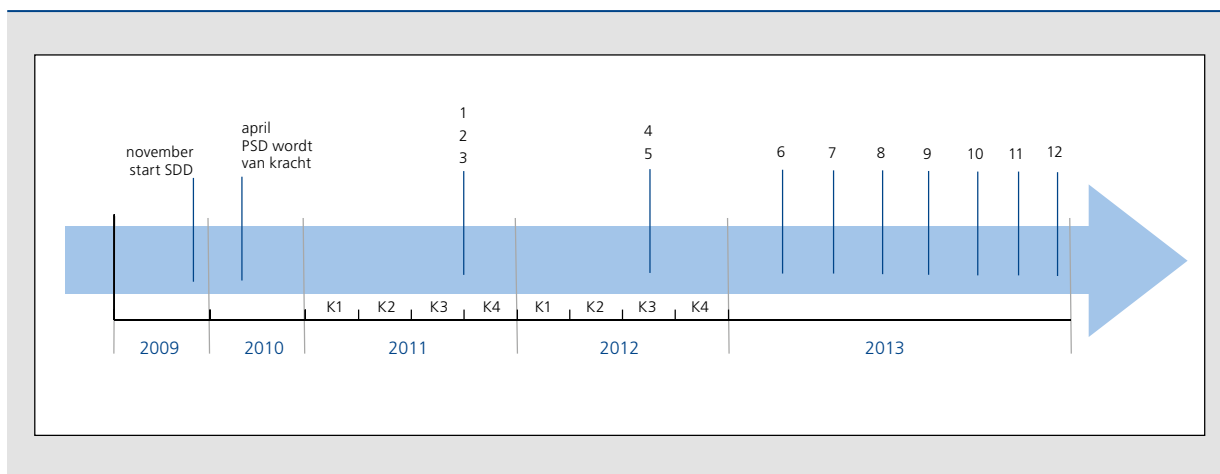 november
start SDD
april
PSD wordt
van kracht
1
2
3
4
5
6 7 8 9 10 11 12
K1 K2 K3 K4 K1 K2 K3 K4
2009 2010 2011 2012 2013